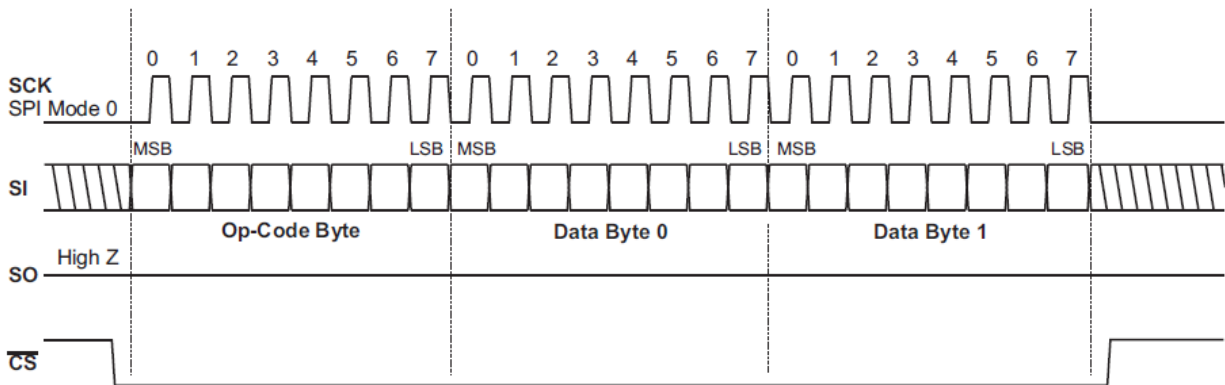 0 1 2 3 4 5 6 7 0 1 2 3 4 5 6 7 0 1 2 3 4 5 6 7
SCK
SPI Mode 0
MSB LSB MSB LSB MSB LSB
SI
Op-Code Byte Data Byte 0 Data Byte 1
High Z
SO
CS